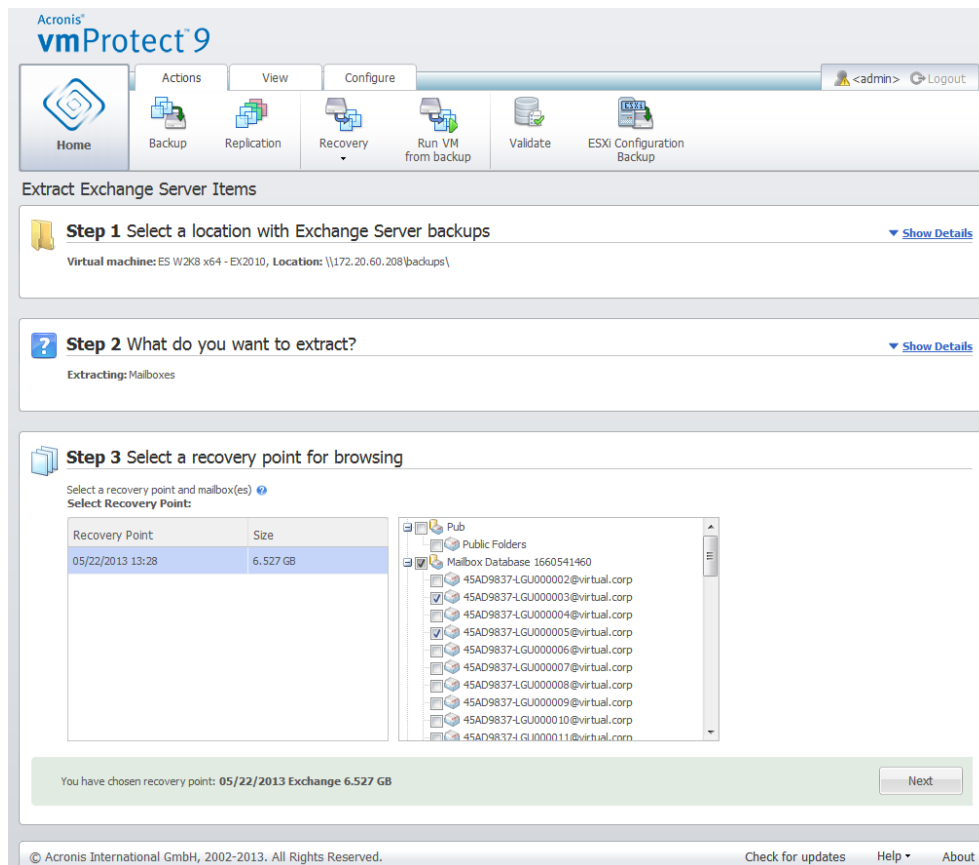 Acronis®
vmProtect™ 9
Actions View Configure
<admin> Logout
Home
Backup
Replication
Recovery
Run VM
from backup
Validate
ESXi
ESXi Configuration
Backup
Extract Exchange Server Items
Step 1 Select a location with Exchange Server backups
Show Details
Virtual machine: ES W2K8 x64 - EX2010, Location: \\172.20.60.208\backups\
Step 2 What do you want to extract?
Show Details
Extracting: Mailboxes
Step 3 Select a recovery point for browsing
Select a recovery point and mailbox(es)
Select Recovery Point:
Recovery Point Size
05/22/2013 13:28 6.527 GB
Pub
Public Folders
Mailbox Database 1660541460
45AD9837-LGU000002@virtual.corp
45AD9837-LGU000003@virtual.corp
45AD9837-LGU000004@virtual.corp
45AD9837-LGU000005@virtual.corp
45AD9837-LGU000006@virtual.corp
45AD9837-LGU000007@virtual.corp
45AD9837-LGU000008@virtual.corp
45AD9837-LGU000009@virtual.corp
45AD9837-LGU000010@virtual.corp
45AD9837-LGU000011@virtual.corp
You have chosen recovery point: 05/22/2013 Exchange 6.527 GB
Next
© Acronis International GmbH, 2002-2013. All Rights Reserved.
Check for updates Help About